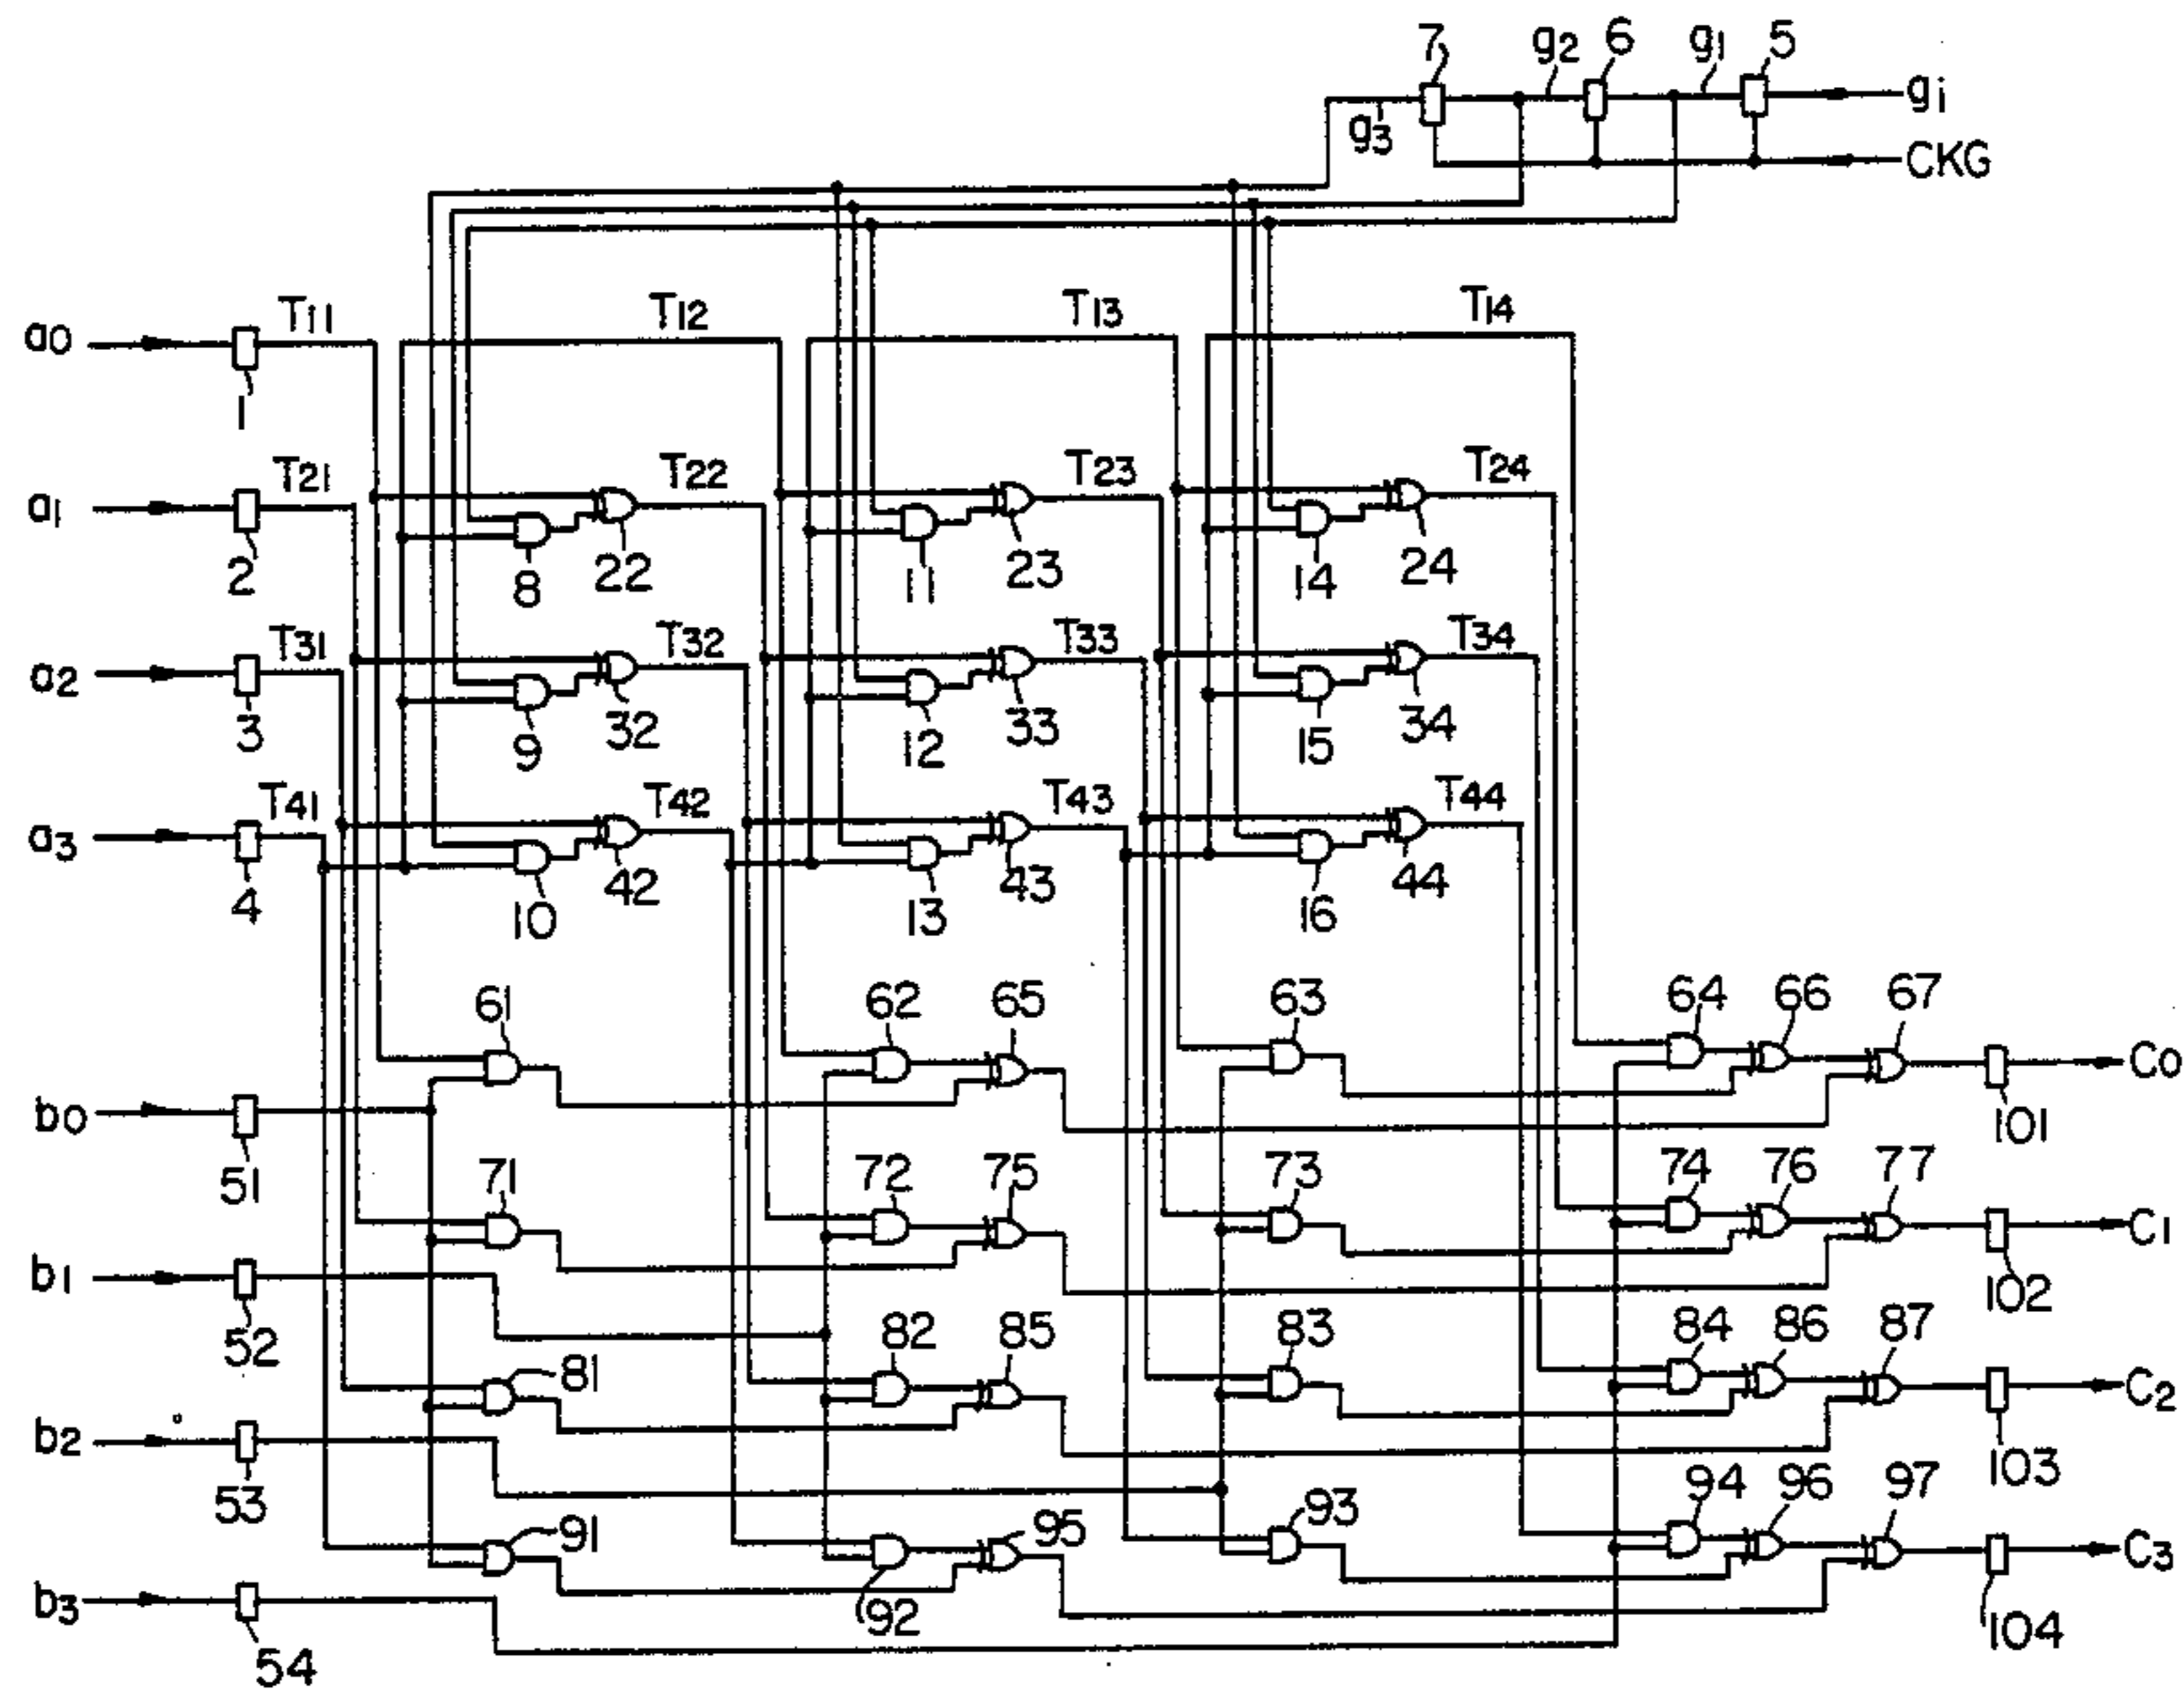 7 g2 6 g1 5
gi
g3
CKG
T11 T12 T13 T14
a0
1
T21 T22 T23 T24
a1
2 8 22 11 23 14 24
T31 T32 T33 T34
a2
3 9 32 12 33 15 34
T41 T42 T43 T44
a3
4 10 42 13 43 16 44
61 62 65 63 64 66 67
C0
b0
51 101
71 72 75 73 74 76 77
C1
b1
52 102
81 82 85 83 84 86 87
C2
b2
53 103
91 95 93 94 96 97
C3
b3
92
54 104